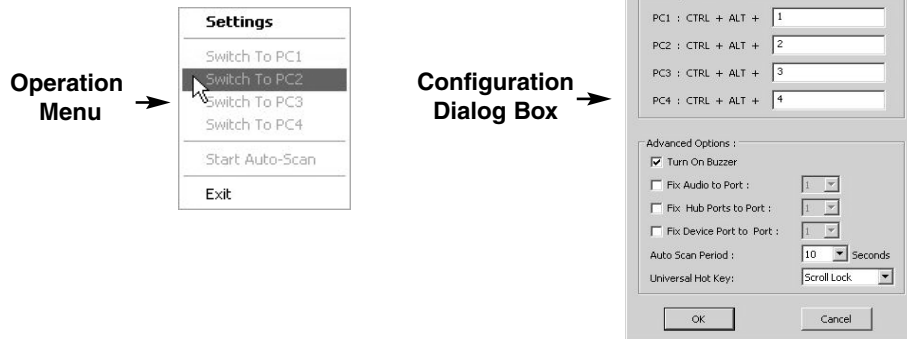 Operation
Menu
Settings
Switch To PC1
Switch To PC2
Switch To PC3
Switch To PC4
Start Auto-Scan
Exit
Configuration
Dialog Box
PC1 : CTRL + ALT + 1
PC2 : CTRL + ALT + 2
PC3 : CTRL + ALT + 3
PC4 : CTRL + ALT + 4
Advanced Options :
Turn On Buzzer
Fix Audio to Port : 1
Fix Hub Ports to Port : 1
Fix Device Port to Port : 1
Auto Scan Period : 10 Seconds
Universal Hot Key: Scroll Lock
OK Cancel